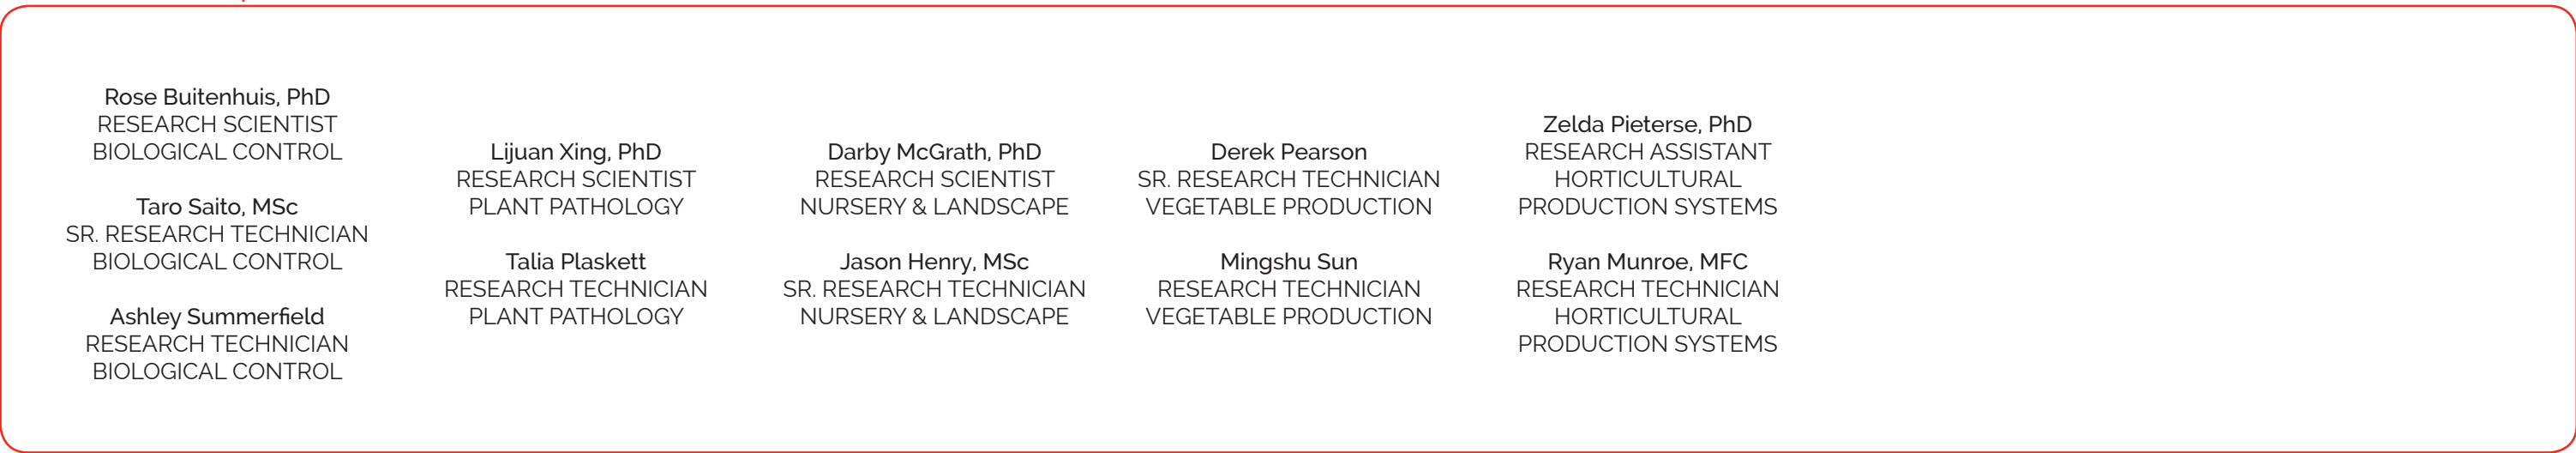 Rose Buitenhuis, PhD
RESEARCH SCIENTIST
BIOLOGICAL CONTROL
Taro Saito, MSc
SR. RESEARCH TECHNICIAN
BIOLOGICAL CONTROL
Ashley Summerfield
RESEARCH TECHNICIAN
BIOLOGICAL CONTROL
Lijuan Xing, PhD
RESEARCH SCIENTIST
PLANT PATHOLOGY
Talia Plaskett
RESEARCH TECHNICIAN
PLANT PATHOLOGY
Darby McGrath, PhD
RESEARCH SCIENTIST
NURSERY & LANDSCAPE
Jason Henry, MSc
SR. RESEARCH TECHNICIAN
NURSERY & LANDSCAPE
Derek Pearson
SR. RESEARCH TECHNICIAN
VEGETABLE PRODUCTION
Mingshu Sun
RESEARCH TECHNICIAN
VEGETABLE PRODUCTION
Zelda Pieterse, PhD
RESEARCH ASSISTANT
HORTICULTURAL
PRODUCTION SYSTEMS
Ryan Munroe, MFC
RESEARCH TECHNICIAN
HORTICULTURAL
PRODUCTION SYSTEMS